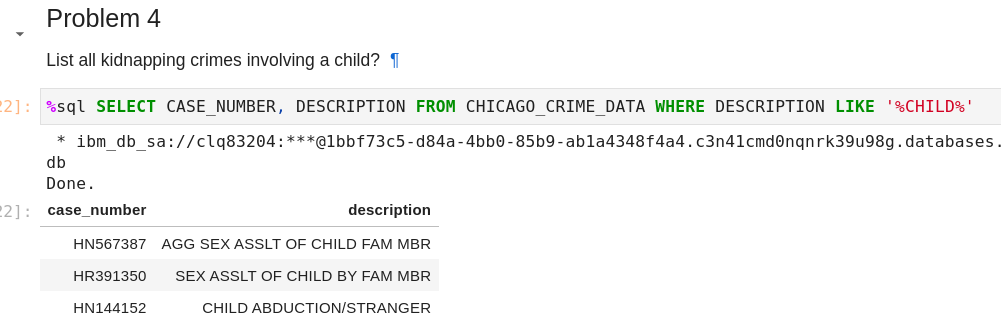 Problem 4
List all kidnapping crimes involving a child? ¶
22]: %sql SELECT CASE_NUMBER, DESCRIPTION FROM CHICAGO_CRIME_DATA WHERE DESCRIPTION LIKE '%CHILD%'
* ibm_db_sa://clq83204:***@1bbf73c5-d84a-4bb0-85b9-ab1a4348f4a4.c3n41cmd0nqnrk39u98g.databases.
db
Done.
22]: case_number description
HN567387 AGG SEX ASSLT OF CHILD FAM MBR
HR391350 SEX ASSLT OF CHILD BY FAM MBR
HN144152 CHILD ABDUCTION/STRANGER